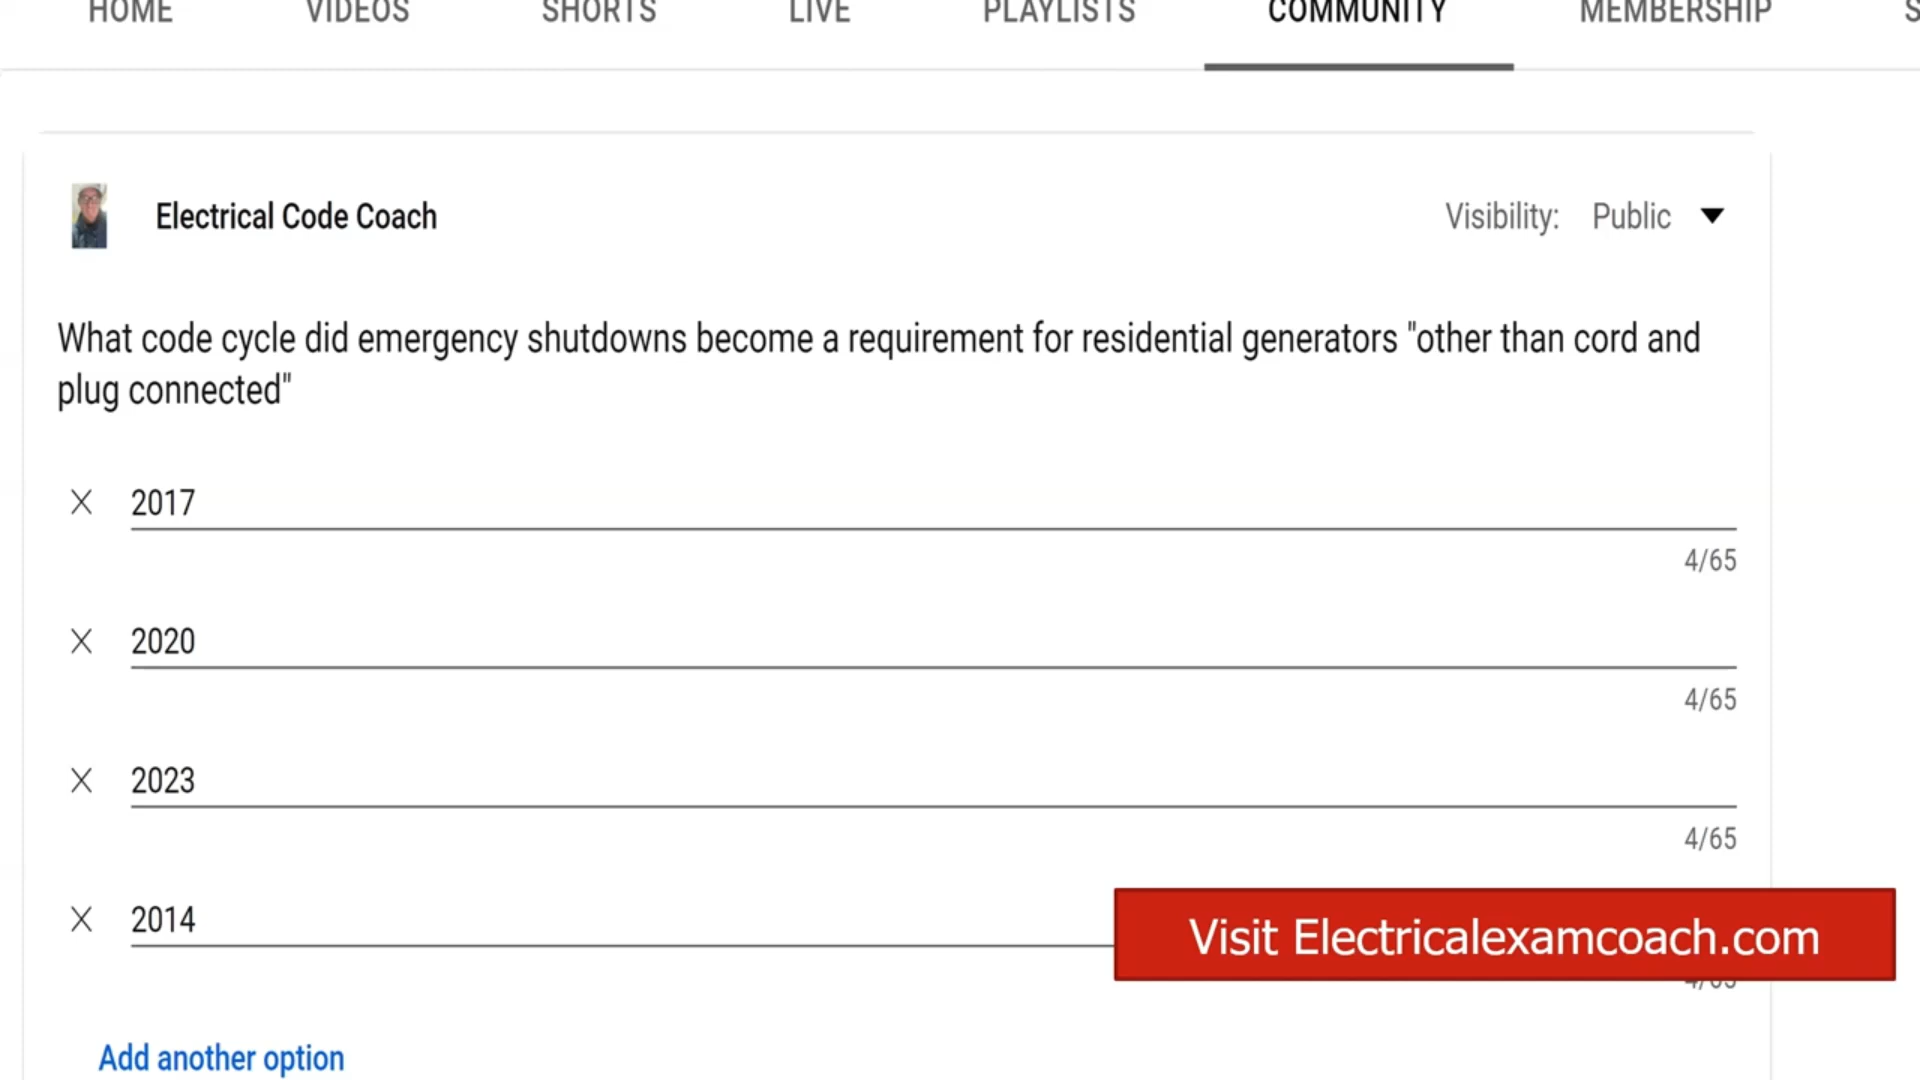 HOME VIDEOS SHORTS LIVE PLAYLISTS COMMUNITY MEMBERSHIP S
Electrical Code Coach
Visibility: Public
What code cycle did emergency shutdowns become a requirement for residential generators "other than cord and
plug connected"
2017
4/65
2020
4/65
2023
4/65
2014
Visit Electricalexamcoach.com
Add another option